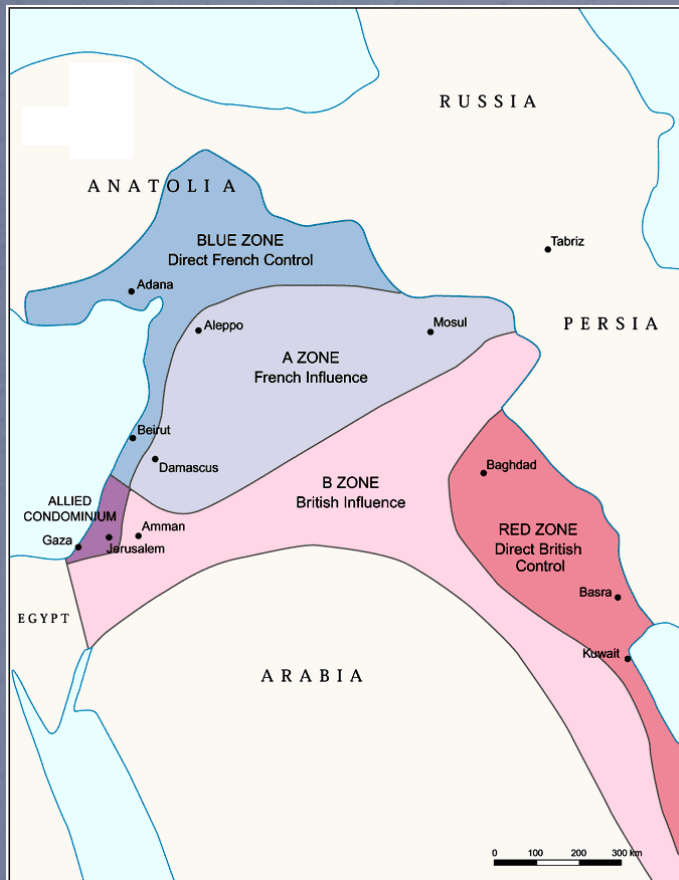 RUSSIA
ANATOLIA
BLUE ZONE
Direct French Control
Tabriz
Adana
Aleppo
Mosul
PERSIA
A ZONE
French Influence
Beirut
Damascus
Baghdad
B ZONE
British Influence
ALLIED
CONDOMINIUM
Amman
Gaza
Jerusalem
RED ZONE
Direct British
Control
Basra
EGYPT
Kuwait
ARABIA
0 100 200 300 km